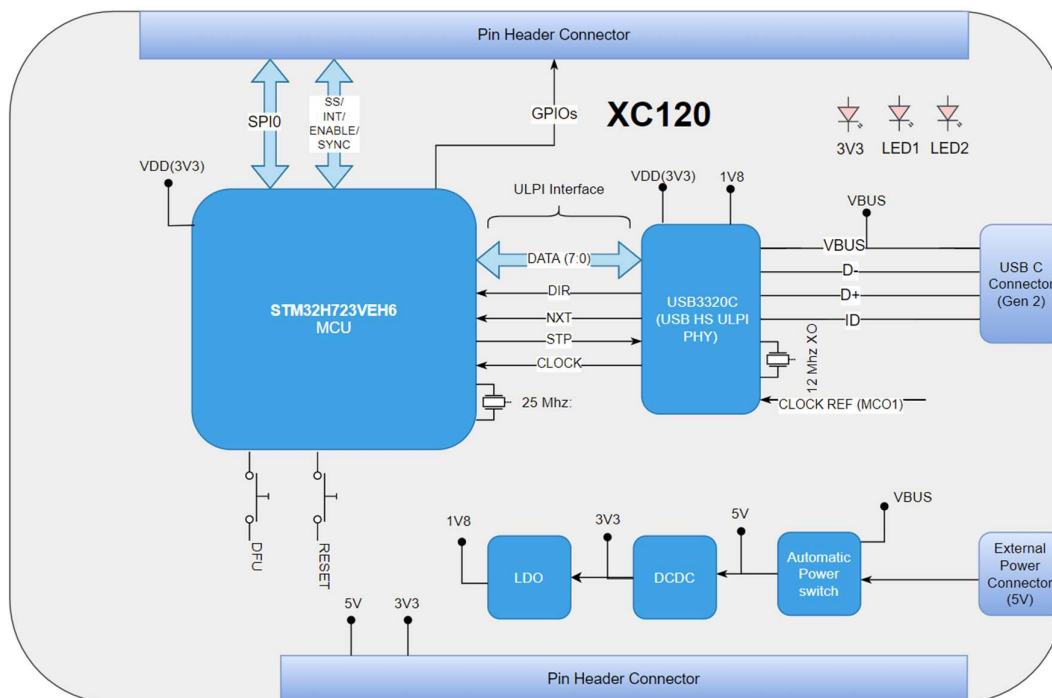 Pin Header Connector
SPI0
SS/
INT/
ENABLE/
SYNC
GPIOs
XC120
3V3
LED1
LED2
VDD(3V3)
ULPI Interface
VDD(3V3)
1V8
VBUS
STM32H723VEH6
MCU
DATA (7:0)
DIR
NXT
STP
CLOCK
25 Mhz:
USB3320C
(USB HS ULPI
PHY)
VBUS
D-
D+
ID
USB C
Connector
(Gen 2)
12 Mhz XO
CLOCK REF (MCO1)
DFU
RESET
1V8
LDO
3V3
DCDC
5V
Automatic
Power
switch
VBUS
External
Power
Connector
(5V)
5V
3V3
Pin Header Connector